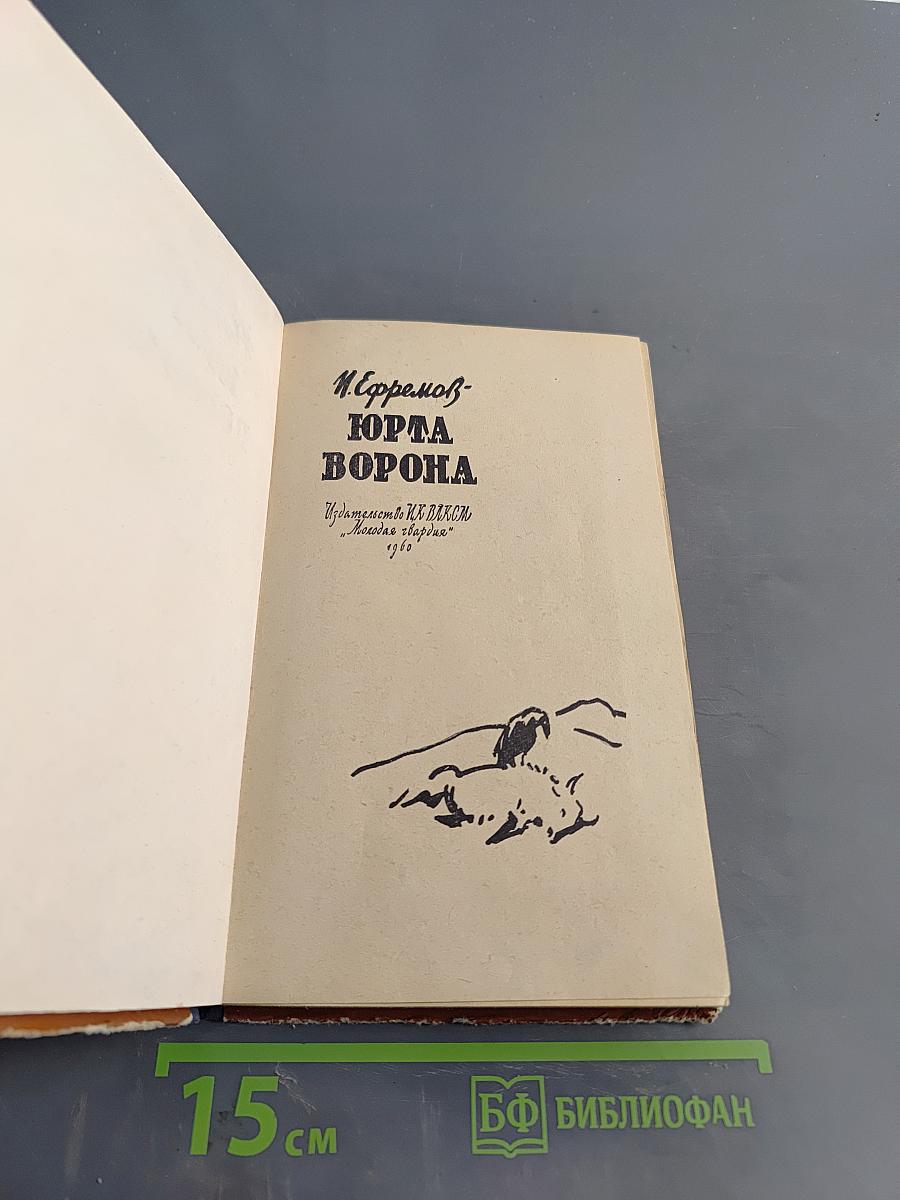 И. Ефремов
ЮРТА
ВОРОНА
Издательство ЦК ВЛКСМ
„Молодая гвардия"
1960
15 см
БФ БИБЛИОФАН